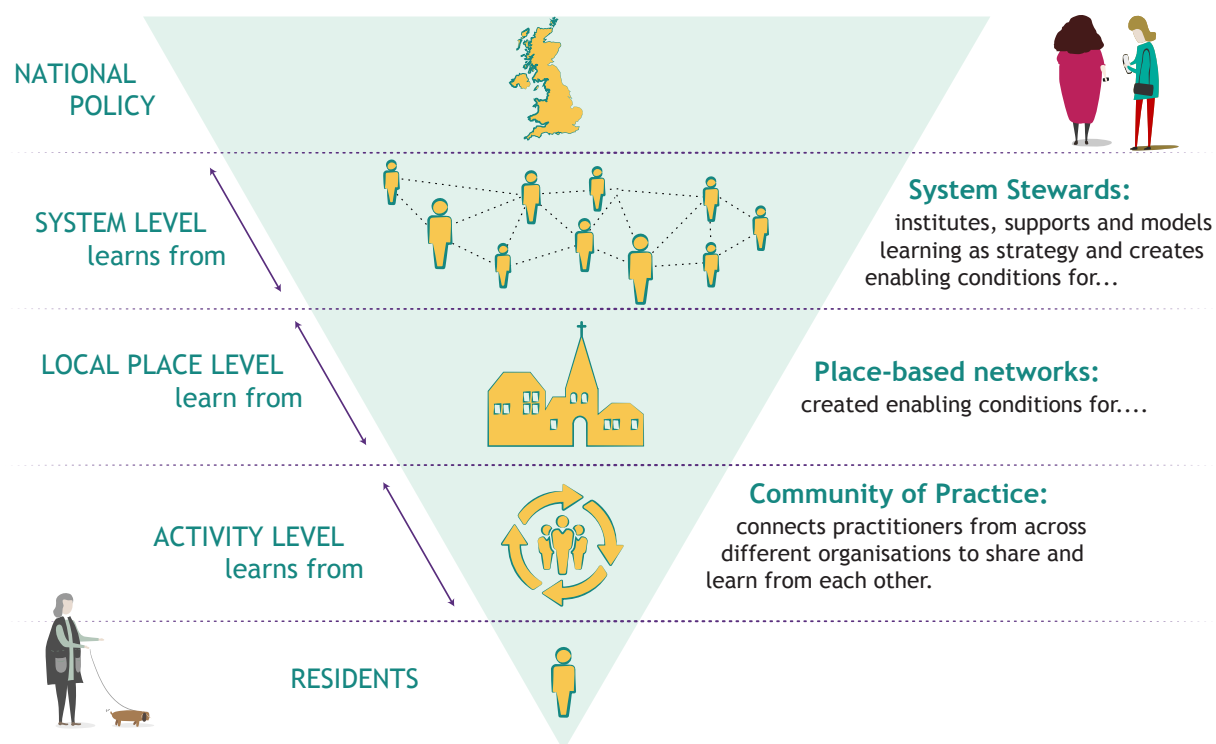 NATIONAL
POLICY
SYSTEM LEVEL
learns from
System Stewards:
institutes, supports and models
learning as strategy and creates
enabling conditions for...
LOCAL PLACE LEVEL
learn from
Place-based networks:
created enabling conditions for....
ACTIVITY LEVEL
learns from
Community of Practice:
connects practitioners from across
different organisations to share and
learn from each other.
RESIDENTS